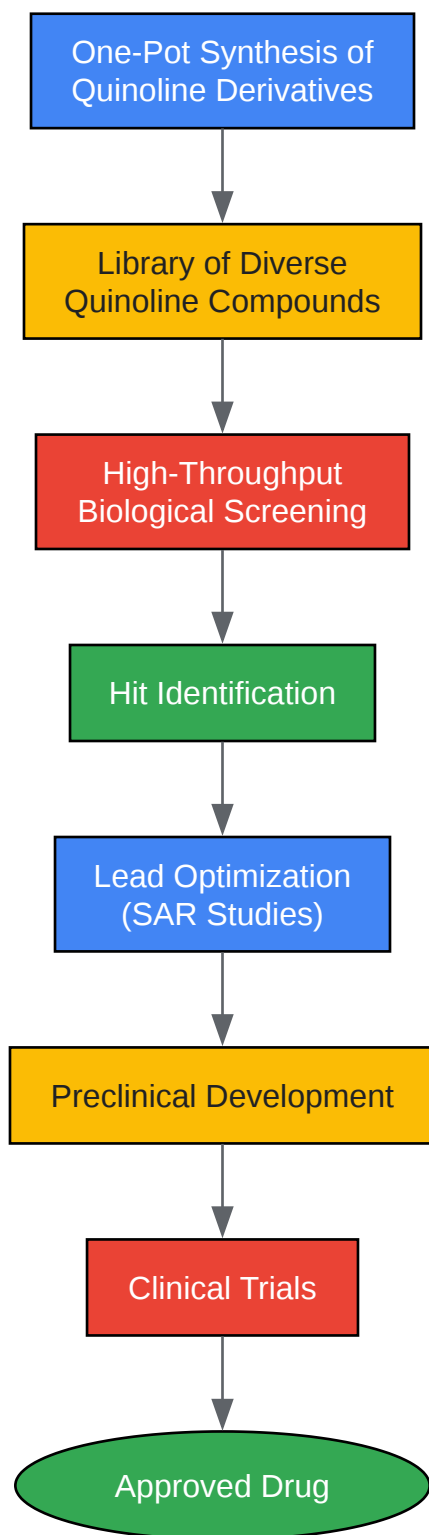 One-Pot Synthesis of
Quinoline Derivatives
Library of Diverse
Quinoline Compounds
High-Throughput
Biological Screening
Hit Identification
Lead Optimization
(SAR Studies)
Preclinical Development
Clinical Trials
Approved Drug